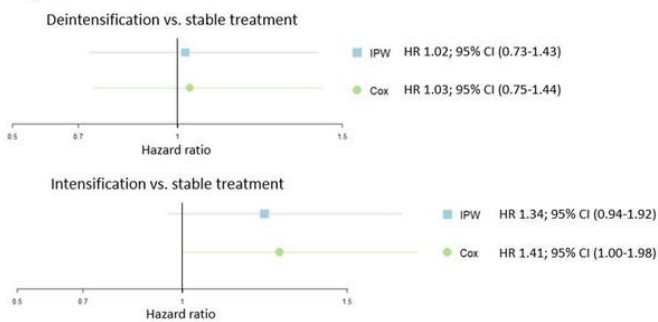 Deintensification vs. stable treatment
IPW HR 1.02; 95% CI (0.73-1.43)
Cox HR 1.03; 95% CI (0.75-1.44)
0.5 0.7 1 1.5
Hazard ratio
Intensification vs. stable treatment
IPW HR 1.34; 95% CI (0.94-1.92)
Cox HR 1.41; 95% CI (1.00-1.98)
0.5 0.7 1 1.5
Hazard ratio